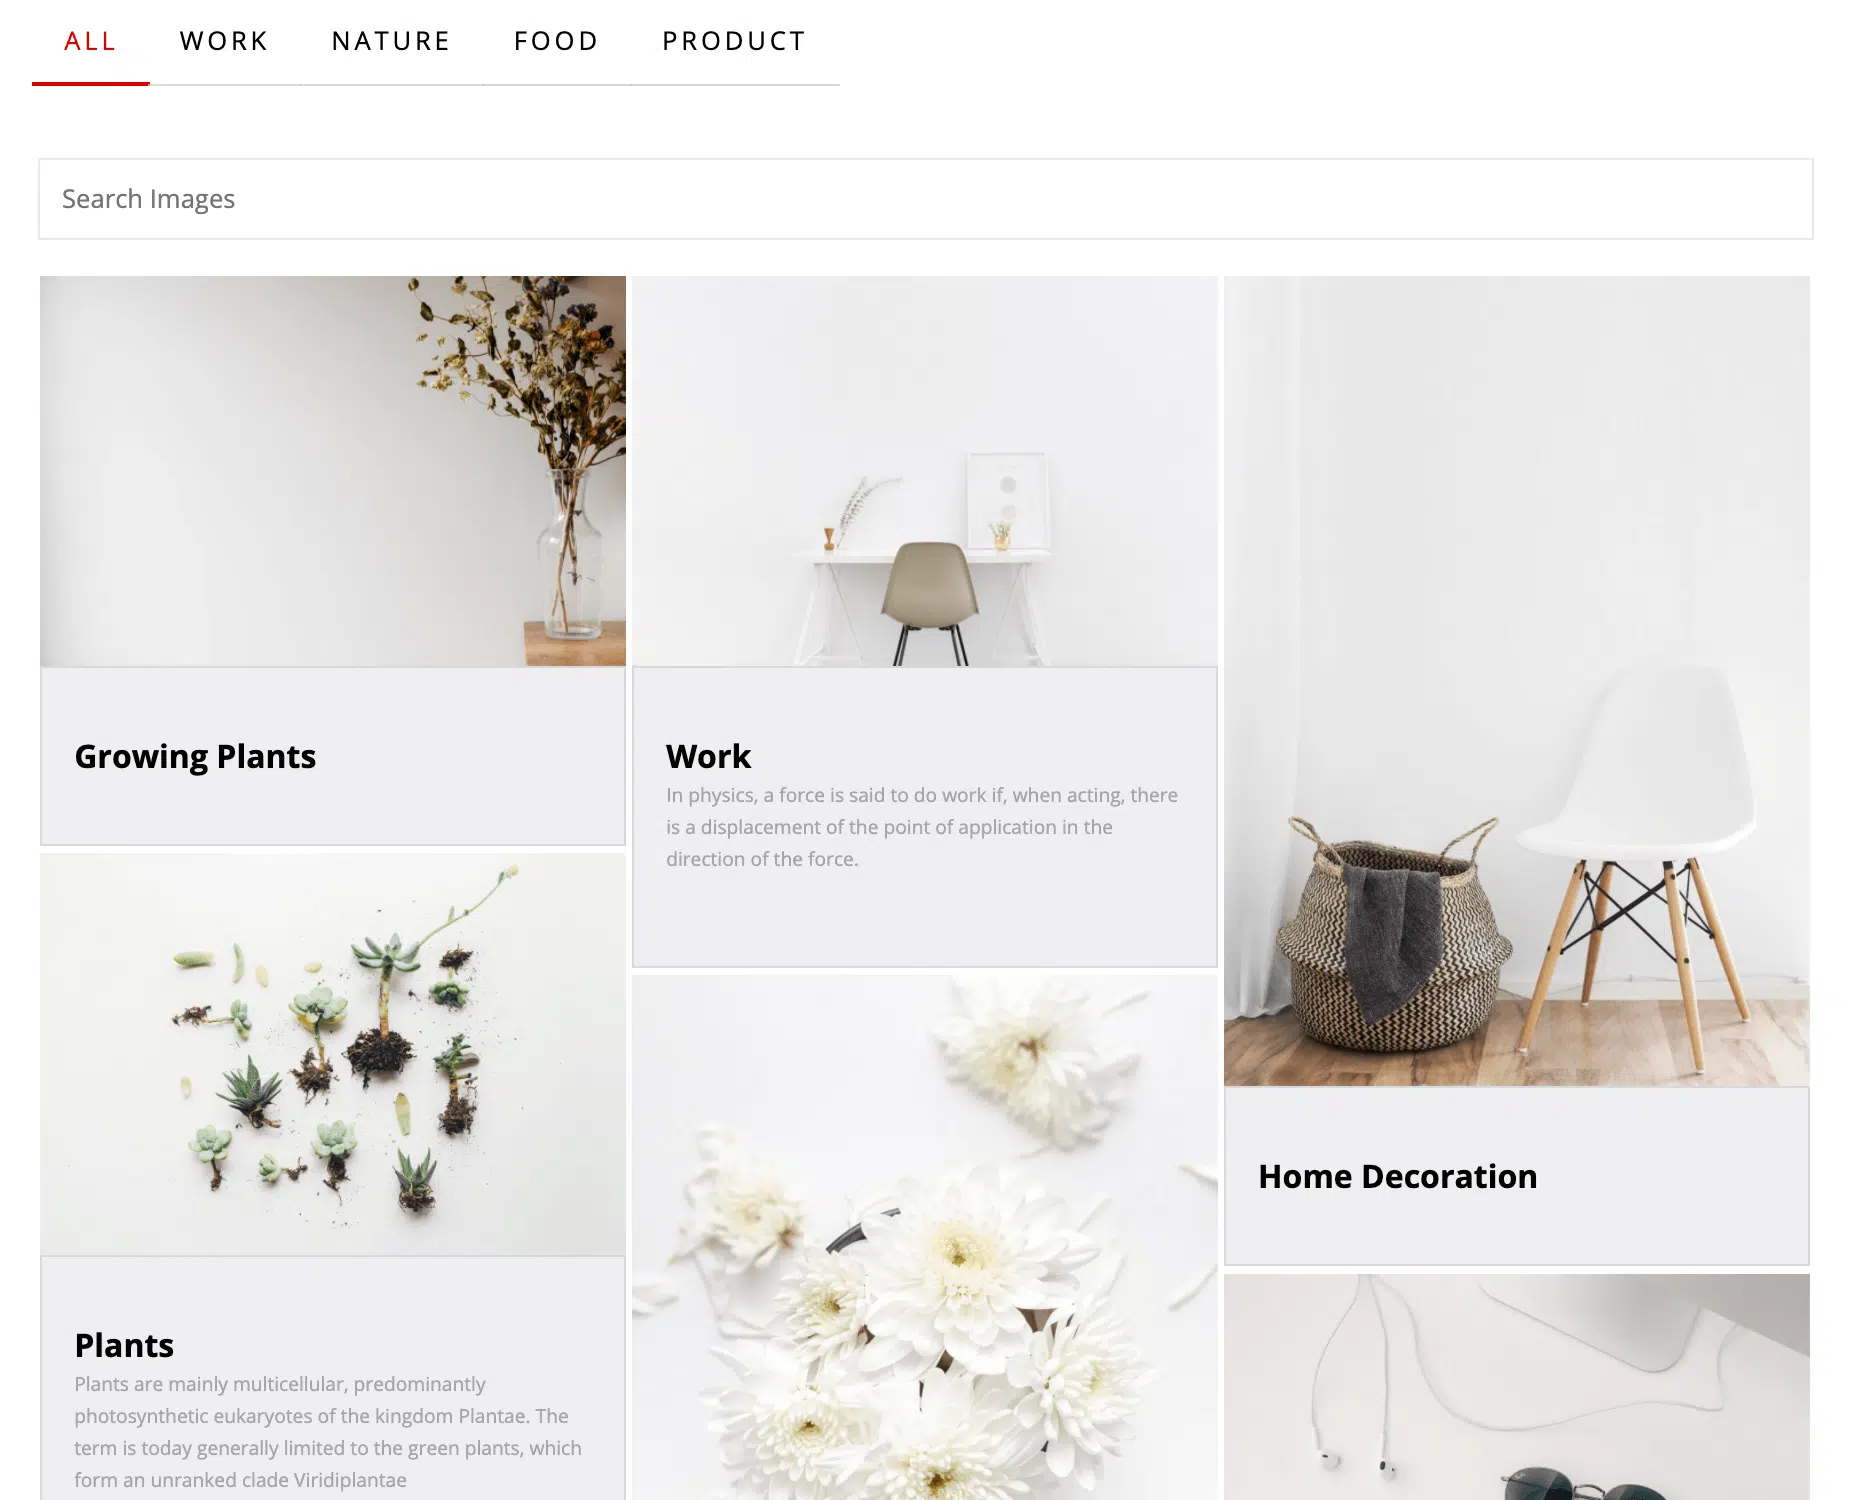 ALL WORK NATURE FOOD PRODUCT
Search Images
Growing Plants
Work
In physics, a force is said to do work if, when acting, there
is a displacement of the point of application in the
direction of the force.
Home Decoration
Plants
Plants are mainly multicellular, predominantly
photosynthetic eukaryotes of the kingdom Plantae. The
term is today generally limited to the green plants, which
form an unranked clade Viridiplantae